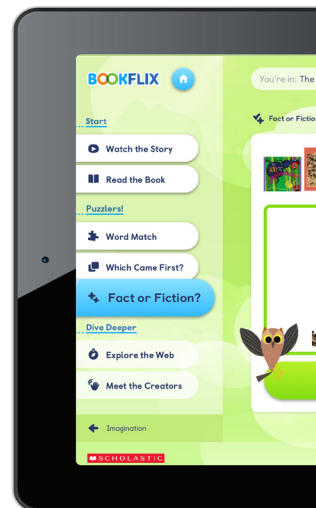 BOOKFLIX
You're in: The
Start
Fact or Fictio
Watch the Story
Read the Book
Puzzlers!
Word Match
Which Came First?
Fact or Fiction?
Dive Deeper
Explore the Web
Meet the Creators
Imagination
SCHOLASTIC